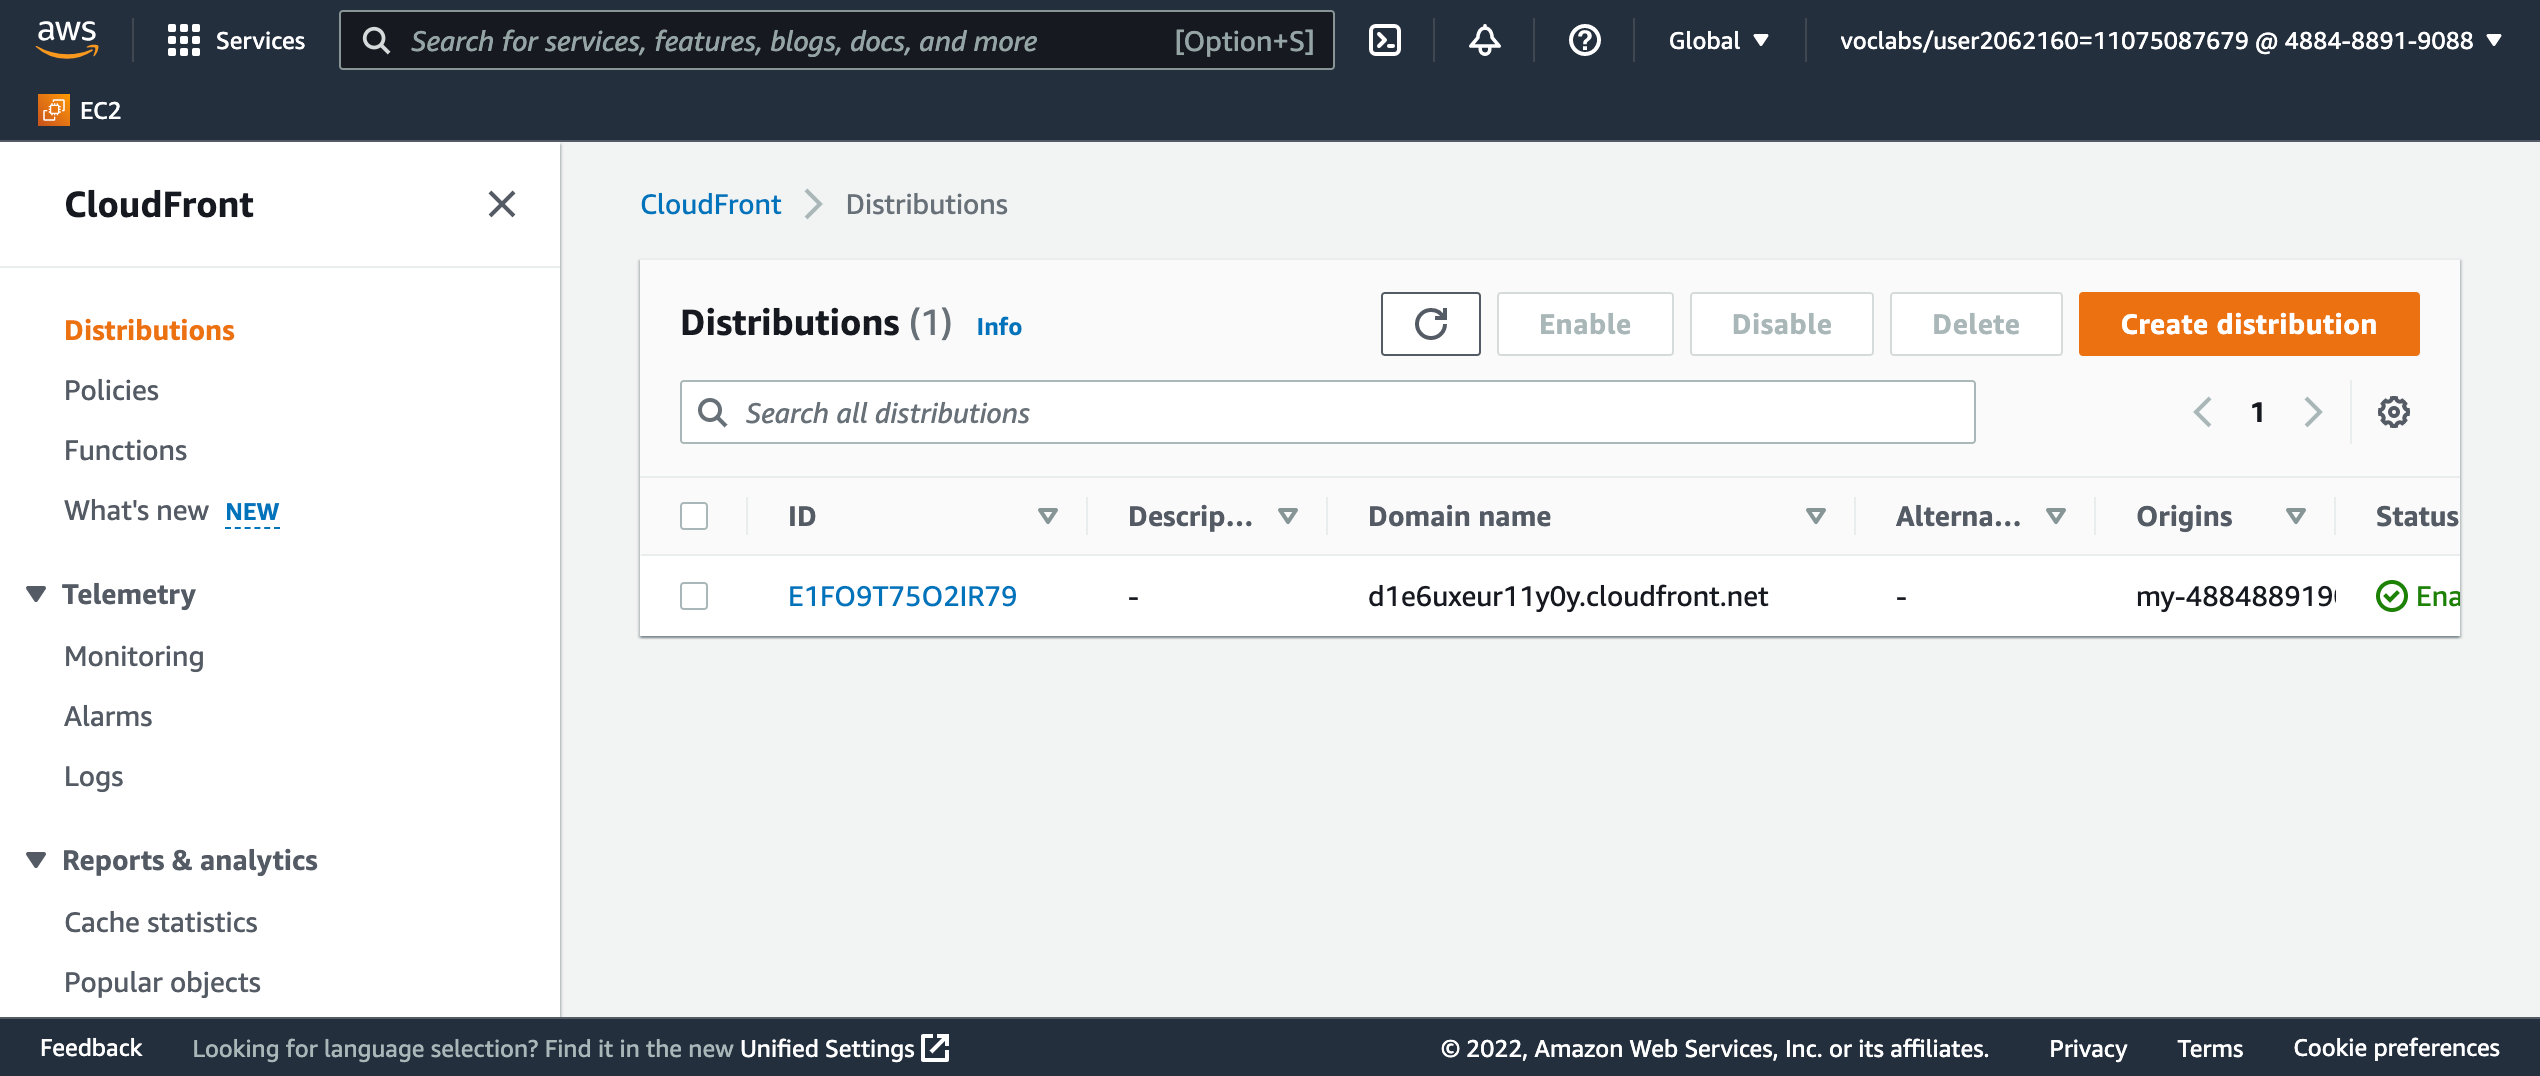 aws Services Search for services, features, blogs, docs, and more [Option+S] Global voclabs/user2062160=11075087679 @ 4884-8891-9088
EC2
CloudFront
Distributions
Policies
Functions
What's new NEW
Telemetry
Monitoring
Alarms
Logs
Reports & analytics
Cache statistics
Popular objects
CloudFront Distributions
Distributions (1) Info Enable Disable Delete Create distribution
Search all distributions 1
ID Descrip... Domain name Alterna... Origins Status
E1FO9T75O2IR79 - d1e6uxeur11y0y.cloudfront.net - my-488488919 Ena
Feedback Looking for language selection? Find it in the new Unified Settings © 2022, Amazon Web Services, Inc. or its affiliates. Privacy Terms Cookie preferences